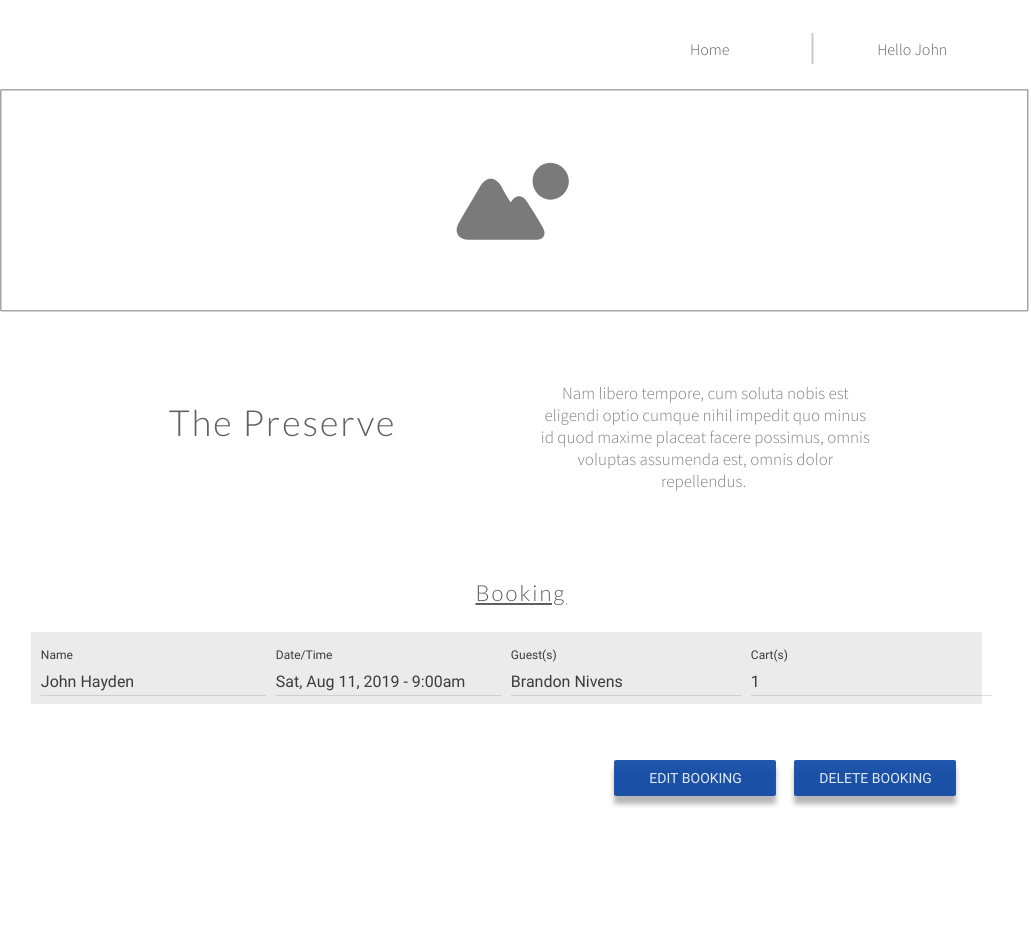 Home
Hello John
The Preserve
Nam libero tempore, cum soluta nobis est
eligendi optio cumque nihil impedit quo minus
id quod maxime placeat facere possimus, omnis
voluptas assumenda est, omnis dolor
repellendus.
Booking
Name
Date/Time
Guest(s)
Cart(s)
John Hayden
Sat, Aug 11, 2019 - 9:00am
Brandon Nivens
1
EDIT BOOKING
DELETE BOOKING